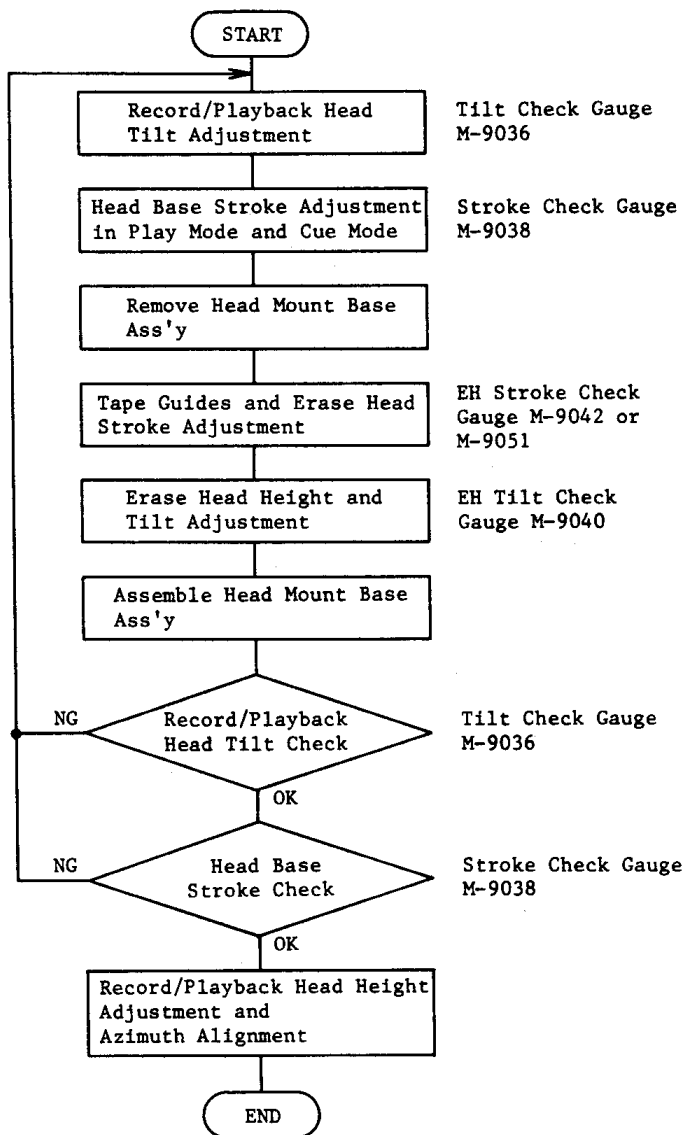 START
Record/Playback Head
Tilt Adjustment
Tilt Check Gauge
M-9036
Head Base Stroke Adjustment
in Play Mode and Cue Mode
Stroke Check Gauge
M-9038
Remove Head Mount Base
Ass'y
Tape Guides and Erase Head
Stroke Adjustment
EH Stroke Check
Gauge M-9042 or
M-9051
Erase Head Height and
Tilt Adjustment
EH Tilt Check
Gauge M-9040
Assemble Head Mount Base
Ass'y
NG
Record/Playback
Head Tilt Check
Tilt Check Gauge
M-9036
OK
NG
Head Base
Stroke Check
Stroke Check Gauge
M-9038
OK
Record/Playback Head Height
Adjustment and
Azimuth Alignment
END